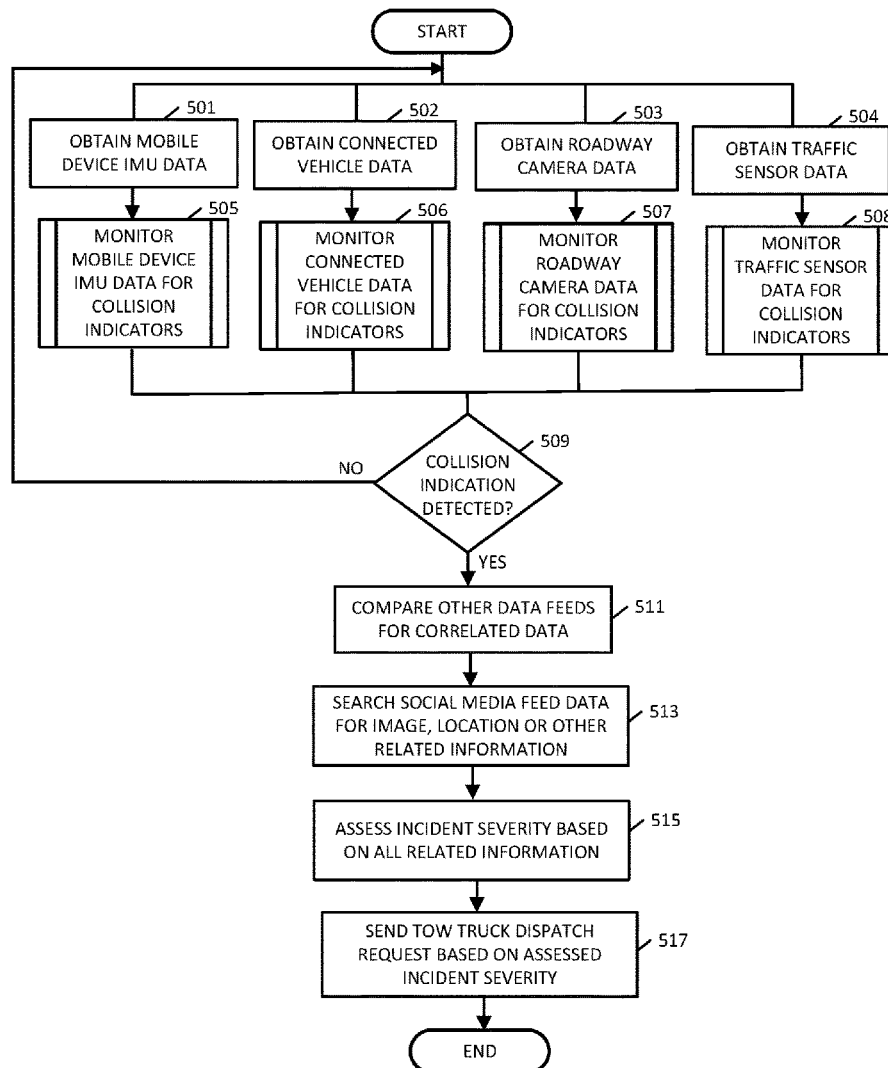 START
501
OBTAIN MOBILE
DEVICE IMU DATA
502
OBTAIN CONNECTED
VEHICLE DATA
503
OBTAIN ROADWAY
CAMERA DATA
504
OBTAIN TRAFFIC
SENSOR DATA
505
MONITOR
MOBILE DEVICE
IMU DATA FOR
COLLISION
INDICATORS
506
MONITOR
CONNECTED
VEHICLE DATA
FOR COLLISION
INDICATORS
507
MONITOR
ROADWAY
CAMERA DATA
FOR COLLISION
INDICATORS
508
MONITOR
TRAFFIC SENSOR
DATA FOR
COLLISION
INDICATORS
509
COLLISION
INDICATION
DETECTED?
NO
YES
COMPARE OTHER DATA FEEDS
FOR CORRELATED DATA
511
SEARCH SOCIAL MEDIA FEED DATA
FOR IMAGE, LOCATION OR OTHER
RELATED INFORMATION
513
ASSESS INCIDENT SEVERITY BASED
ON ALL RELATED INFORMATION
515
SEND TOW TRUCK DISPATCH
REQUEST BASED ON ASSESSED
INCIDENT SEVERITY
517
END